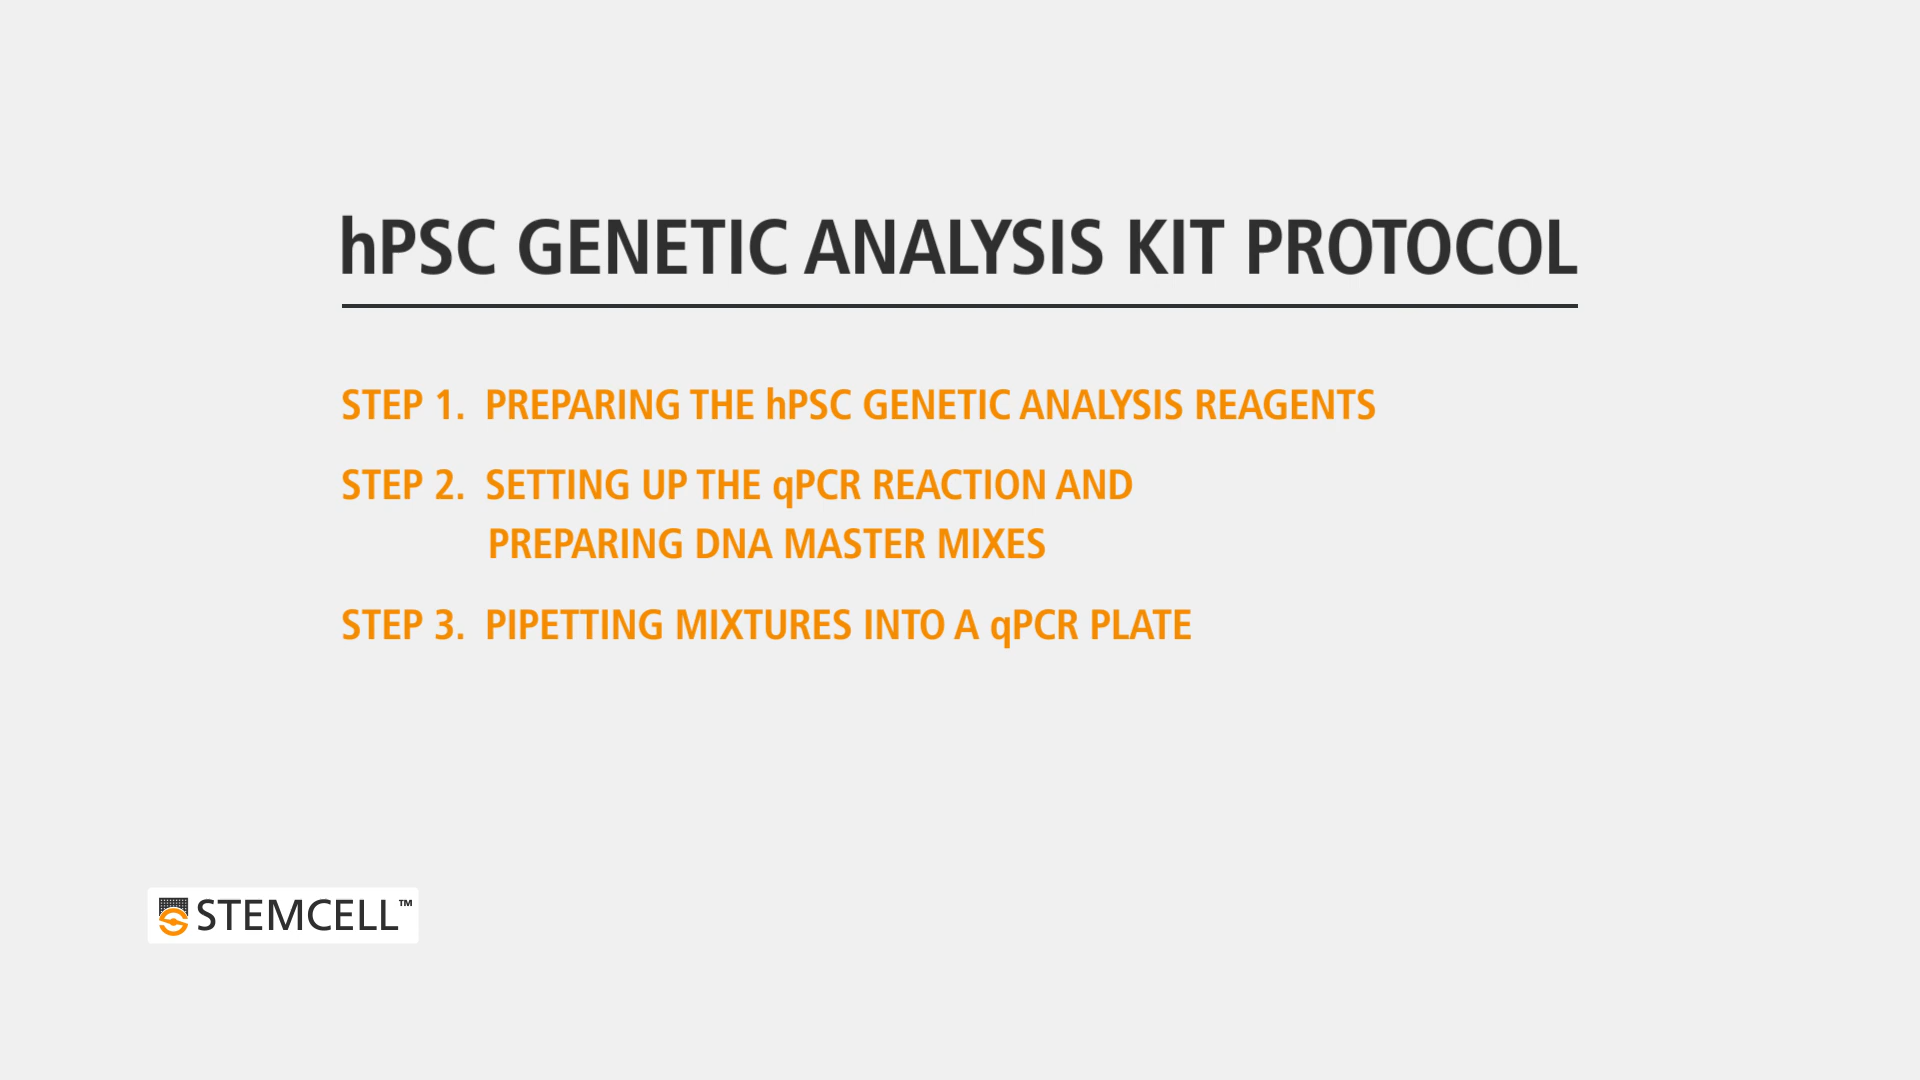 hPSC GENETIC ANALYSIS KIT PROTOCOL
STEP 1. PREPARING THE hPSC GENETIC ANALYSIS REAGENTS
STEP 2. SETTING UP THE qPCR REACTION AND
PREPARING DNA MASTER MIXES
STEP 3. PIPETTING MIXTURES INTO A qPCR PLATE
STEMCELL™